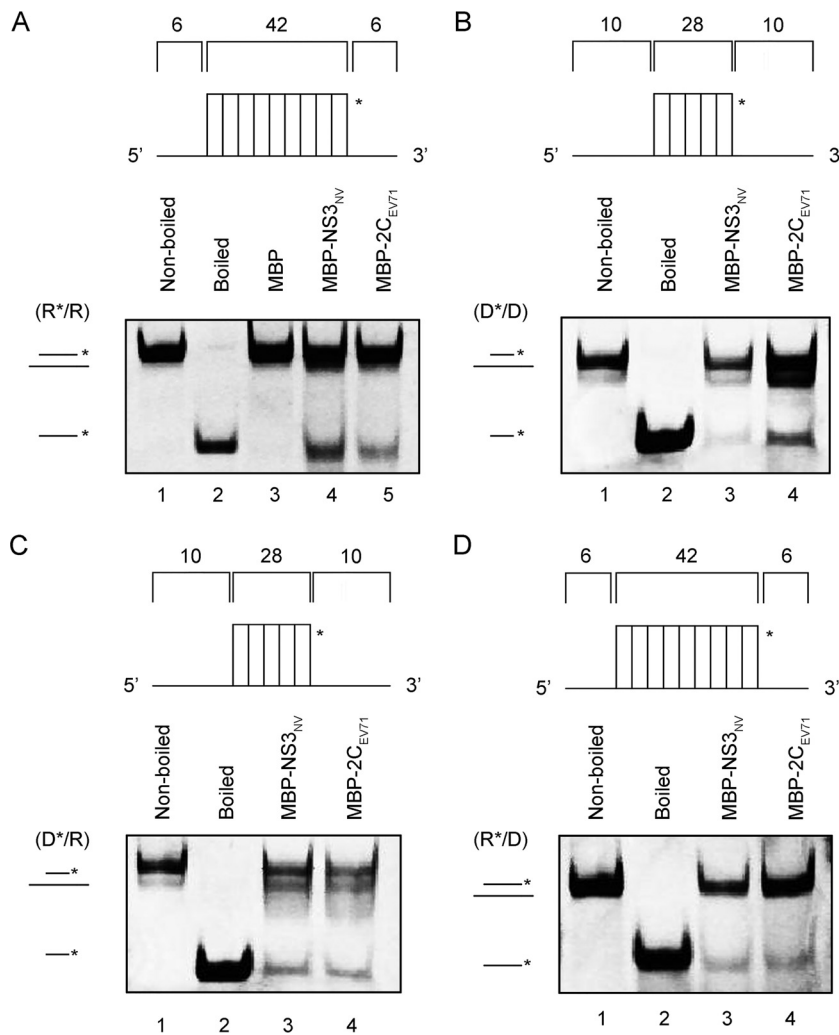 A
6 42 6
*
5’ 3’
Non-boiled Boiled MBP MBP-NS3NV MBP-2CEV71
(R*/R)
*
*
1 2 3 4 5
B
10 28 10
*
5’ 3’
Non-boiled Boiled MBP-NS3NV MBP-2CEV71
(D*/D)
*
*
1 2 3 4
C
10 28 10
*
5’ 3’
Non-boiled Boiled MBP-NS3NV MBP-2CEV71
(D*/R)
*
*
1 2 3 4
D
6 42 6
*
5’ 3’
Non-boiled Boiled MBP-NS3NV MBP-2CEV71
(R*/D)
*
*
1 2 3 4